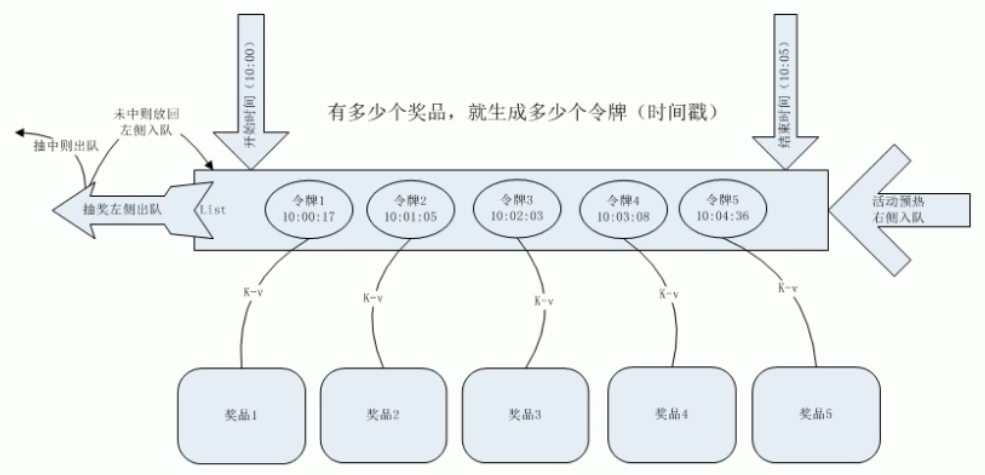 开始时间（10:00）
结束时间（10:05）
有多少个奖品，就生成多少个令牌（时间戳）
未中则放回
左侧入队
抽中则出队
抽奖左侧出队
List
令牌1
10:00:17
令牌2
10:01:05
令牌3
10:02:03
令牌4
10:03:08
令牌5
10:04:36
活动预热
右侧入队
K-v
K-v
K-v
K-v
K-v
奖品1
奖品2
奖品3
奖品4
奖品5